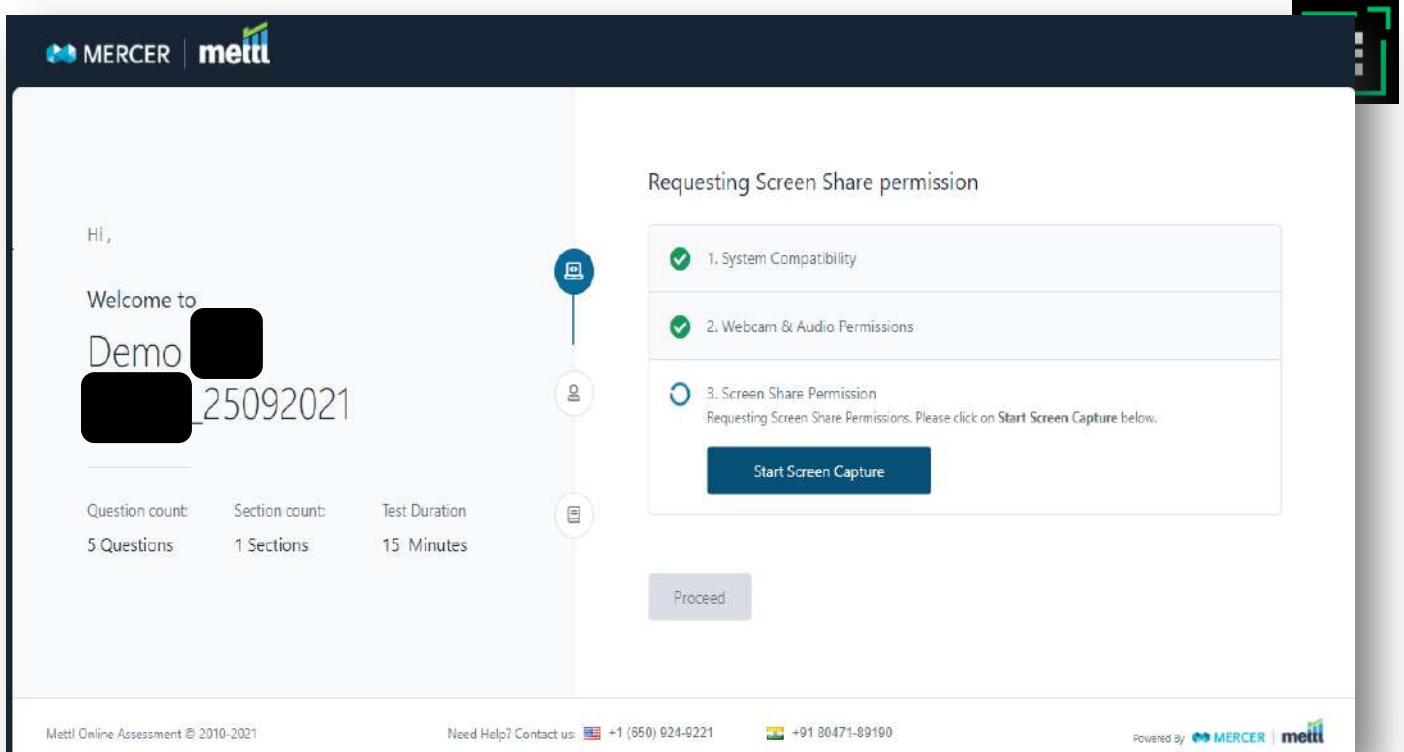 MERCER mettl
Requesting Screen Share permission
Hi ,
Welcome to
Demo
_25092021
Question count: Section count: Test Duration
5 Questions 1 Sections 15 Minutes
1. System Compatibility
2. Webcam & Audio Permissions
3. Screen Share Permission
Requesting Screen Share Permissions. Please click on Start Screen Capture below.
Start Screen Capture
Proceed
Mettl Online Assessment © 2010-2021 Need Help? Contact us: +1 (650) 924-9221 +91 80471-89190 Powered By MERCER mettl